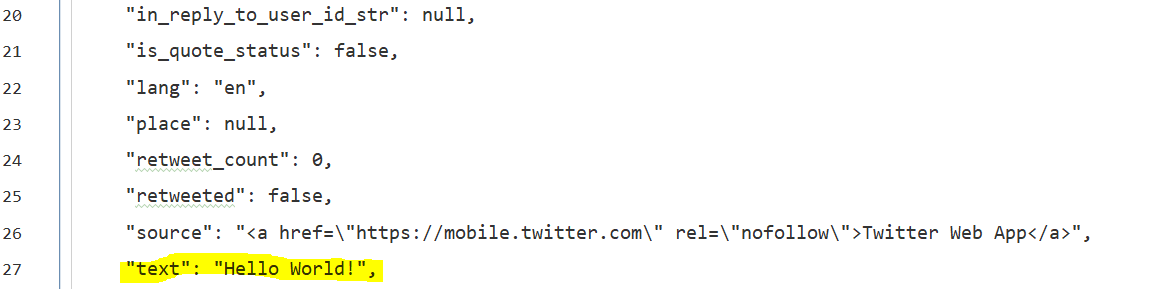 20 "in_reply_to_user_id_str": null,
21 "is_quote_status": false,
22 "lang": "en",
23 "place": null,
24 "retweet_count": 0,
25 "retweeted": false,
26 "source": "<a href=\"https://mobile.twitter.com\" rel=\"nofollow\">Twitter Web App</a>",
27 "text": "Hello World!",